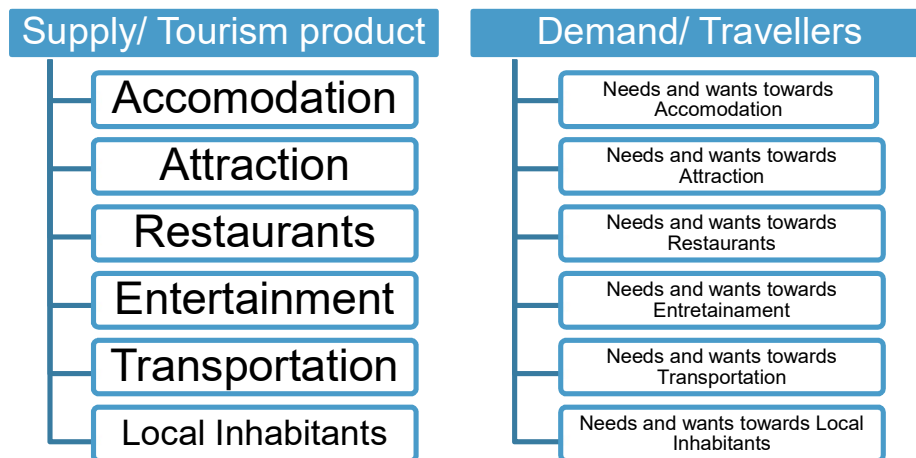 Supply/ Tourism product
Accomodation
Attraction
Restaurants
Entertainment
Transportation
Local Inhabitants
Demand/ Travellers
Needs and wants towards
Accomodation
Needs and wants towards
Attraction
Needs and wants towards
Restaurants
Needs and wants towards
Entretainament
Needs and wants towards
Transportation
Needs and wants towards Local
Inhabitants